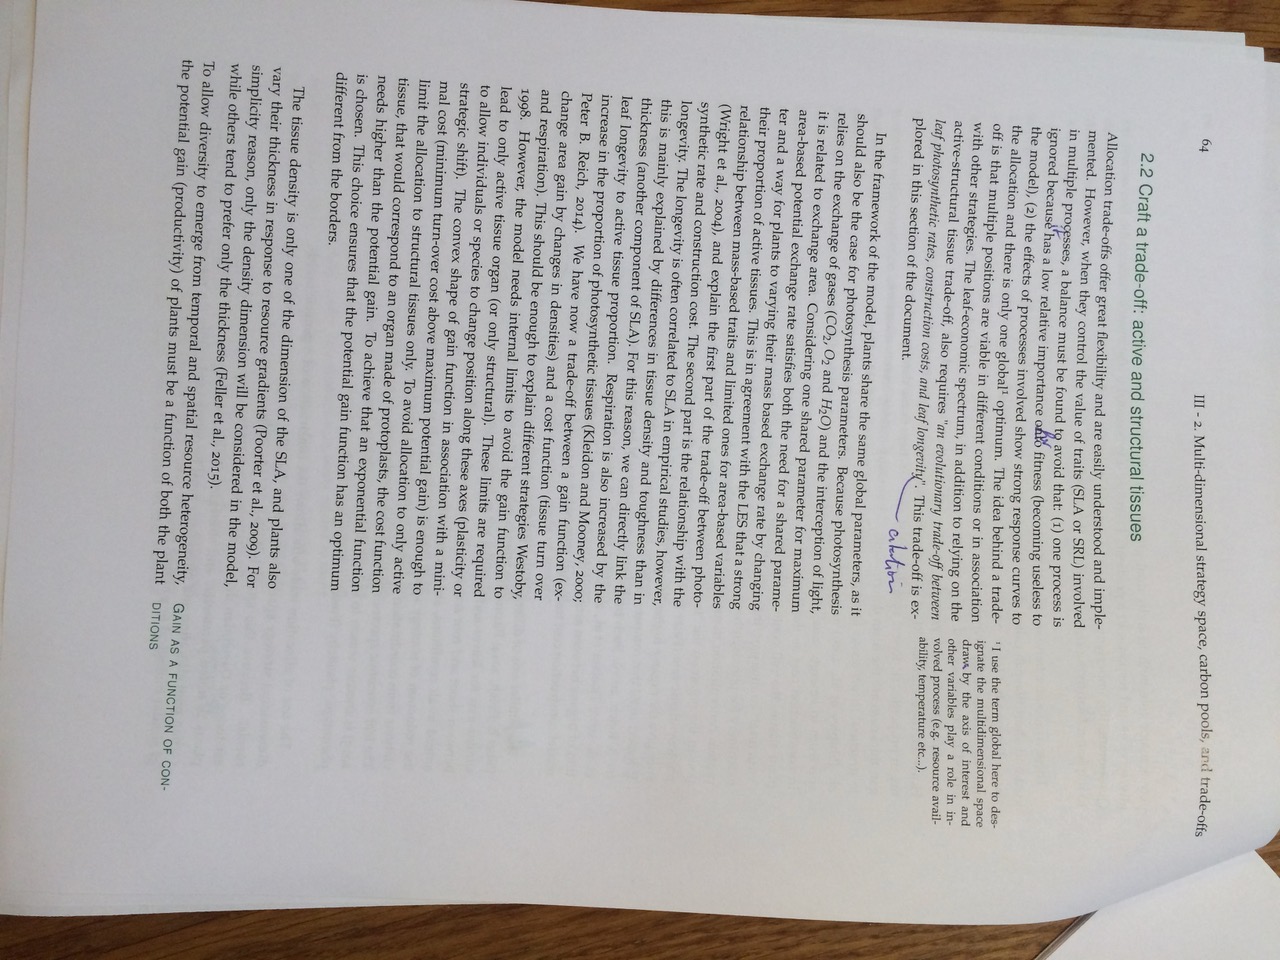 64
III - 2. Multi-dimensional strategy space, carbon pools, and trade-offs
2.2 Craft a trade-off: active and structural tissues
Allocation trade-offs offer great flexibility and are easily understood and imple-
mented. However, when they control the value of traits (SLA or SRL) involved
in multiple processes, a balance must be found to avoid that: (1) one process is
it
ignored because has a low relative importance onto for fitness (becoming useless to
the model), (2) the effects of processes involved show strong response curves to
the allocation and there is only one global¹ optimum. The idea behind a trade-
off is that multiple positions are viable in different conditions or in association
with other strategies. The leaf-economic spectrum, in addition to relying on the
active-structural tissue trade-off, also requires "an evolutionary trade-off between
leaf photosynthetic rates, construction costs, and leaf longevity". This trade-off is ex-
plored in this section of the document.
citation
¹ I use the term global here to des-
ignate the multidimensional space
drawn by the axis of interest and
other variables play a role in in-
volved process (e.g. resource avail-
ability, temperature etc...).
In the framework of the model, plants share the same global parameters, as it
should also be the case for photosynthesis parameters. Because photosynthesis
relies on the exchange of gases (CO₂, O₂ and H₂O) and the interception of light,
it is related to exchange area. Considering one shared parameter for maximum
area-based potential exchange rate satisfies both the need for a shared parame-
ter and a way for plants to varying their mass based exchange rate by changing
their proportion of active tissues. This is in agreement with the LES that a strong
relationship between mass-based traits and limited ones for area-based variables
(Wright et al., 2004), and explain the first part of the trade-off between photo-
synthetic rate and construction cost. The second part is the relationship with the
longevity. The longevity is often correlated to SLA in empirical studies, however,
this is mainly explained by differences in tissue density and toughness than in
thickness (another component of SLA). For this reason, we can directly link the
leaf longevity to active tissue proportion. Respiration is also increased by the
increase in the proportion of photosynthetic tissues (Kleidon and Mooney, 2000;
Peter B. Reich, 2014). We have now a trade-off between a gain function (ex-
change area gain by changes in densities) and a cost function (tissue turn over
and respiration). This should be enough to explain different strategies Westoby,
1998. However, the model needs internal limits to avoid the gain function to
lead to only active tissue organ (or only structural). These limits are required
to allow individuals or species to change position along these axes (plasticity or
strategic shift). The convex shape of gain function in association with a mini-
mal cost (minimum turn-over cost above maximum potential gain) is enough to
limit the allocation to structural tissues only. To avoid allocation to only active
tissue, that would correspond to an organ made of protoplasts, the cost function
needs higher than the potential gain. To achieve that an exponential function
is chosen. This choice ensures that the potential gain function has an optimum
different from the borders.
The tissue density is only one of the dimension of the SLA, and plants also
vary their thickness in response to resource gradients (Poorter et al., 2009). For
simplicity reason, only the density dimension will be considered in the model,
while others tend to prefer only the thickness (Feller et al., 2015).
To allow diversity to emerge from temporal and spatial resource heterogeneity,
the potential gain (productivity) of plants must be a function of both the plant
GAIN AS A FUNCTION OF CON-
DITIONS